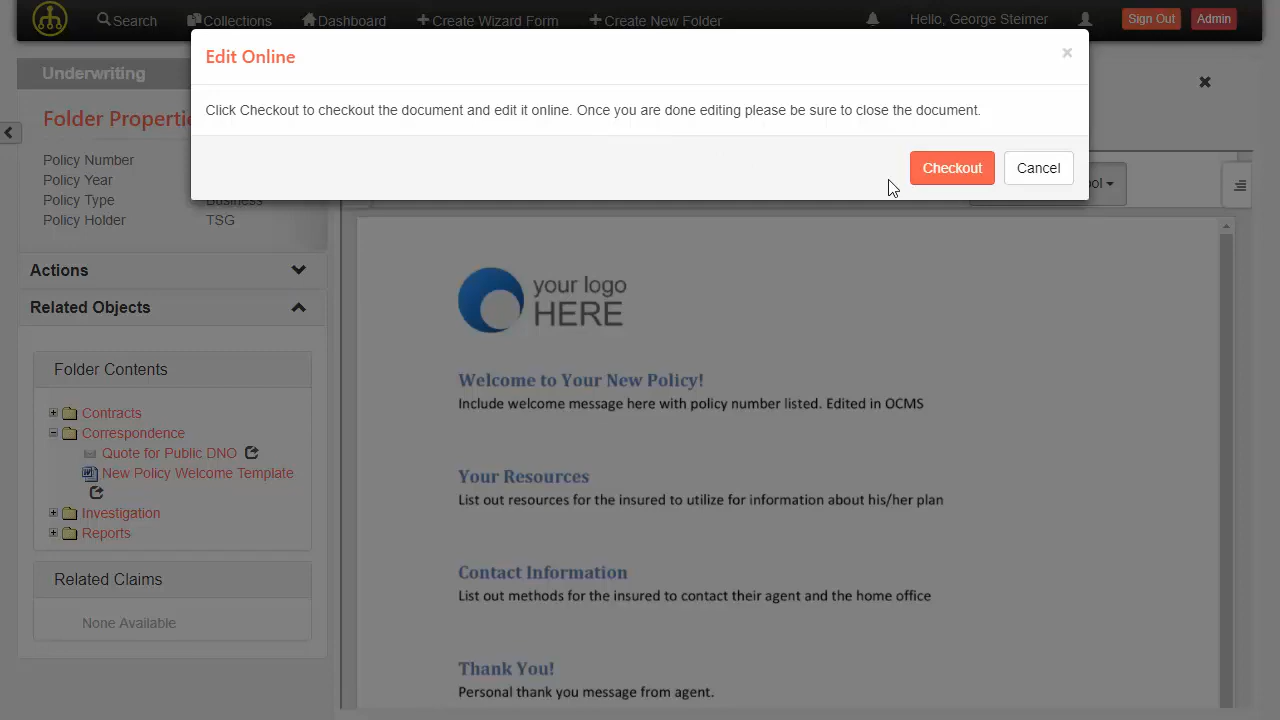 Search Collections Dashboard Create Wizard Form Create New Folder Hello, George Steimer Sign Out Admin
Edit Online ×
Click Checkout to checkout the document and edit it online. Once you are done editing please be sure to close the document.
Checkout Cancel
Underwriting
Folder Properti
Policy Number
Policy Year
Policy Type Business
Policy Holder TSG
Actions
Related Objects
Folder Contents
Contracts
Correspondence
Quote for Public DNO
New Policy Welcome Template
Investigation
Reports
Related Claims
None Available
ol
your logo
HERE
Welcome to Your New Policy!
Include welcome message here with policy number listed. Edited in OCMS
Your Resources
List out resources for the insured to utilize for information about his/her plan
Contact Information
List out methods for the insured to contact their agent and the home office
Thank You!
Personal thank you message from agent.